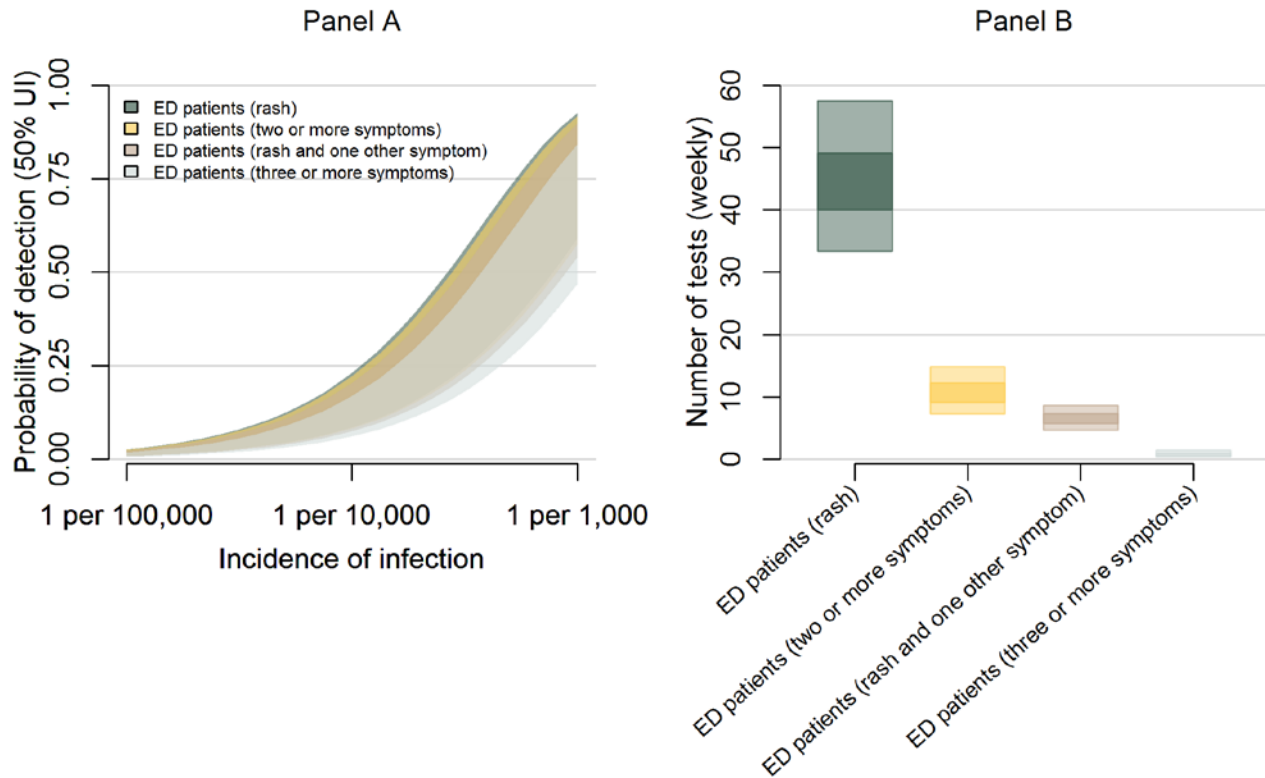 Panel A
Probability of detection (50% UI)
1.00
0.75
0.50
0.25
0.00
ED patients (rash)
ED patients (two or more symptoms)
ED patients (rash and one other symptom)
ED patients (three or more symptoms)
1 per 100,000
1 per 10,000
1 per 1,000
Incidence of infection
Panel B
Number of tests (weekly)
60
50
40
30
20
10
0
ED patients (rash)
ED patients (two or more symptoms)
ED patients (rash and one other symptom)
ED patients (three or more symptoms)